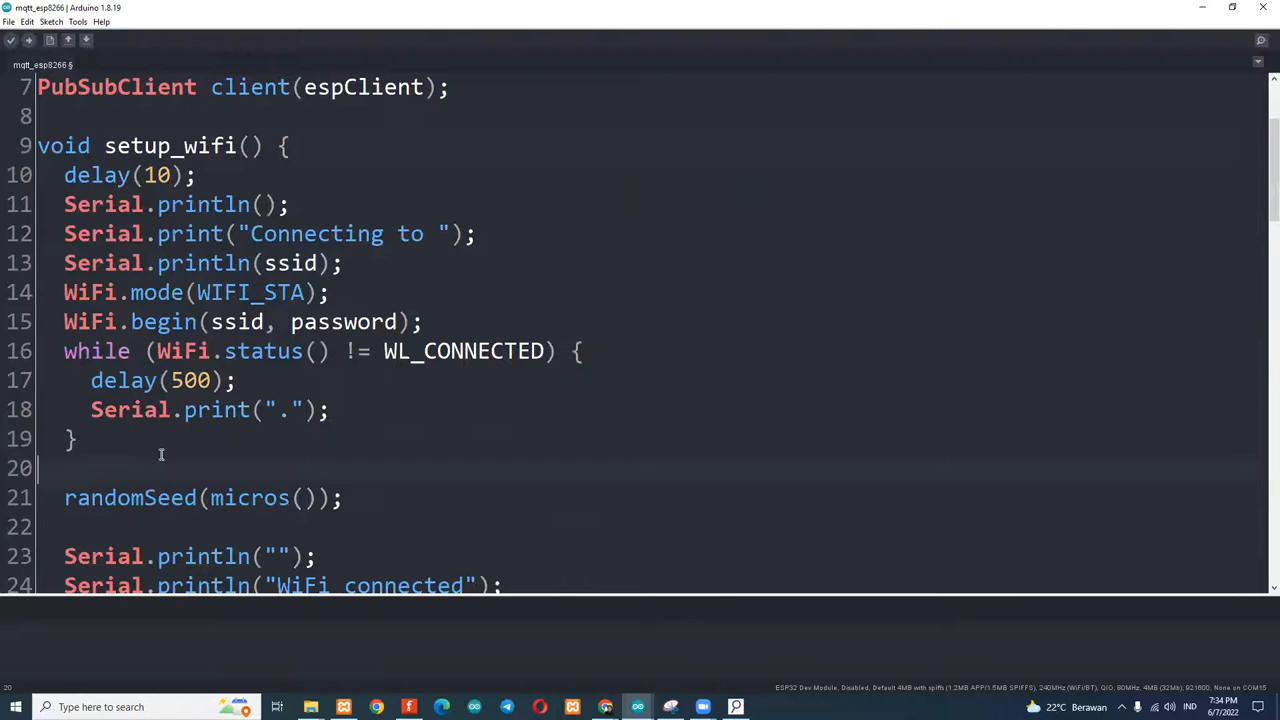 mqtt_esp8266 | Arduino 1.8.19
File Edit Sketch Tools Help
mqtt_esp8266 §
7 PubSubClient client(espClient);
8
9 void setup_wifi() {
10 delay(10);
11 Serial.println();
12 Serial.print("Connecting to ");
13 Serial.println(ssid);
14 WiFi.mode(WIFI_STA);
15 WiFi.begin(ssid, password);
16 while (WiFi.status() != WL_CONNECTED) {
17 delay(500);
18 Serial.print(".");
19 }
20
21 randomSeed(micros());
22
23 Serial.println("");
24 Serial.println("WiFi connected");
20 ESP32 Dev Module, Disabled, Default 4MB with spiffs (1.2MB APP/1.5MB SPIFFS), 240MHz (WiFi/BT), QIO, 80MHz, 4MB (32Mb), 921600, None on COM15
Type here to search 22°C Berawan IND 7:34 PM
6/7/2022